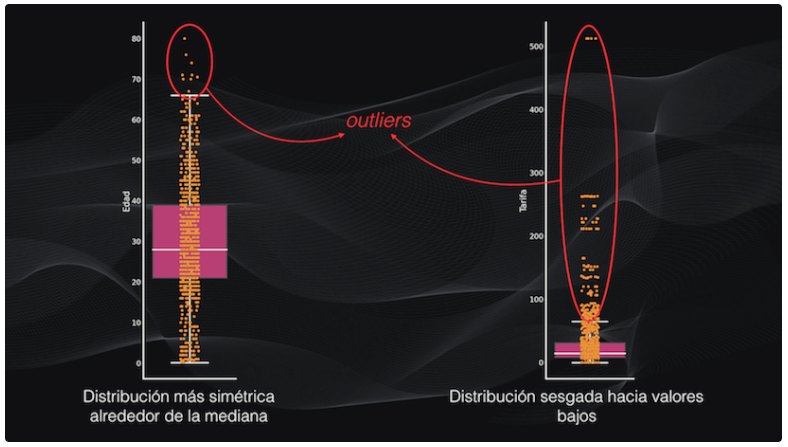 80
70
60
50
40
30
20
10
0
Edad
outliers
500
400
300
200
100
0
Tarifa
Distribución más simétrica
alrededor de la mediana
Distribución sesgada hacia valores
bajos